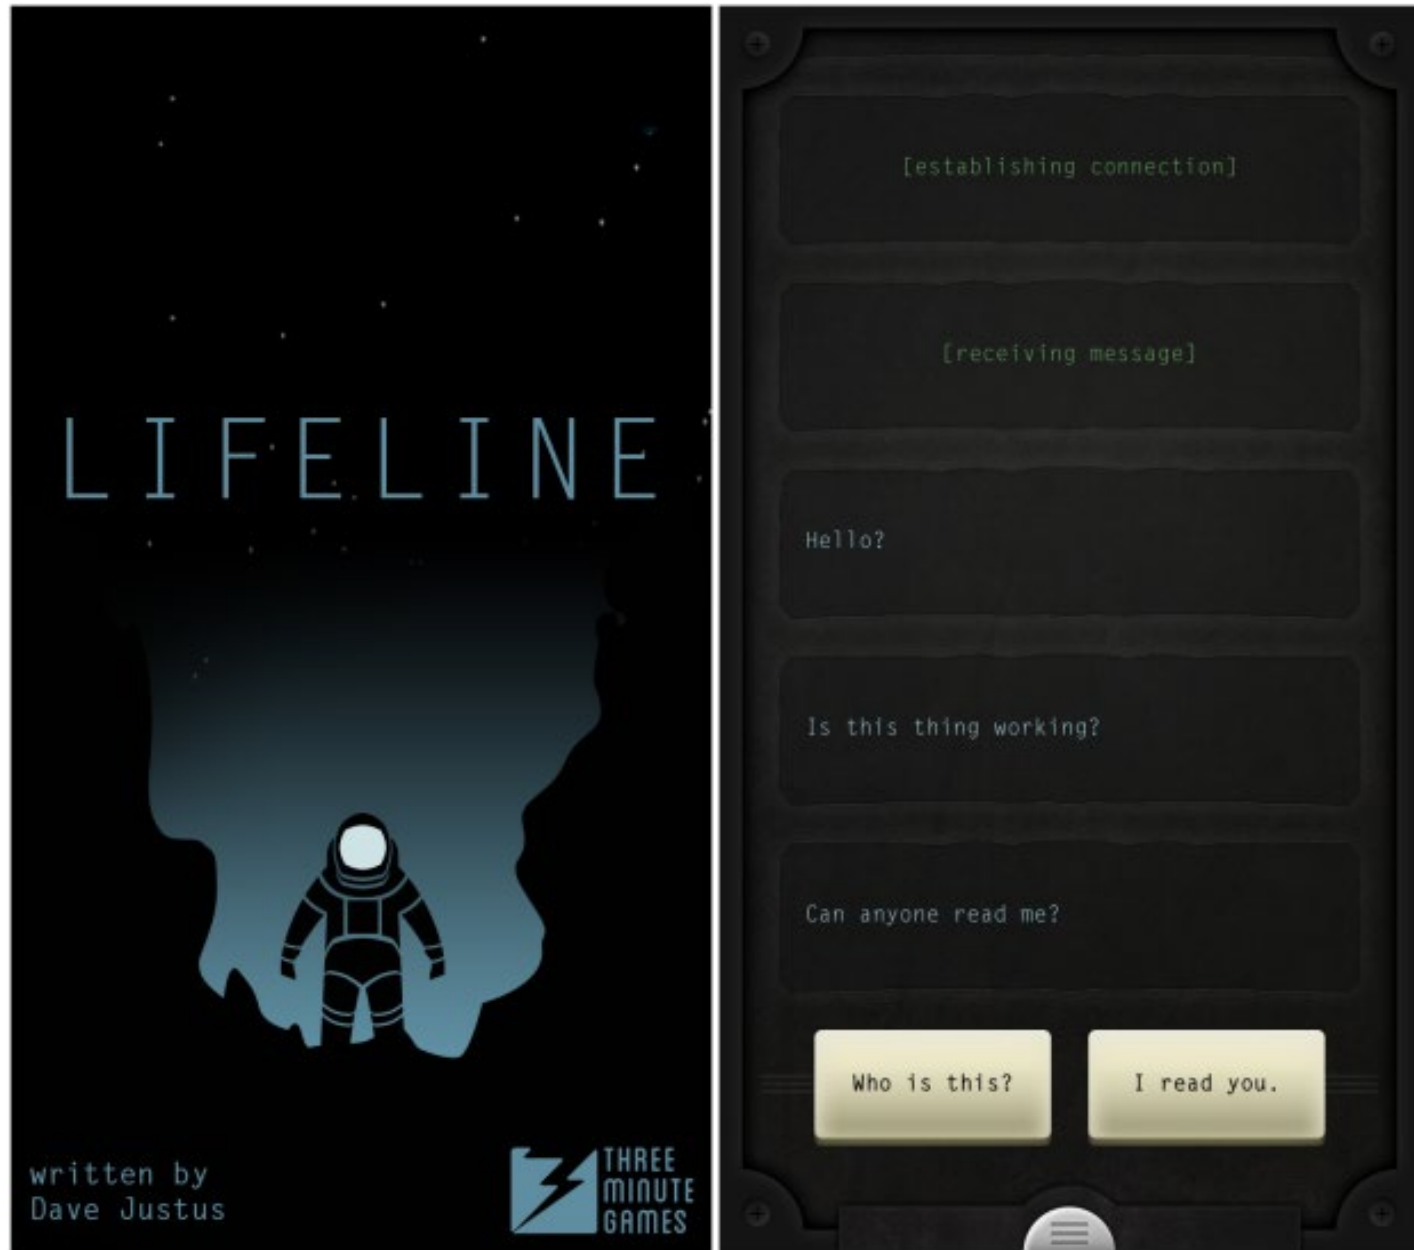 LIFELINE
written by
Dave Justus
THREE
MINUTE
GAMES
[establishing connection]
[receiving message]
Hello?
Is this thing working?
Can anyone read me?
Who is this?
I read you.